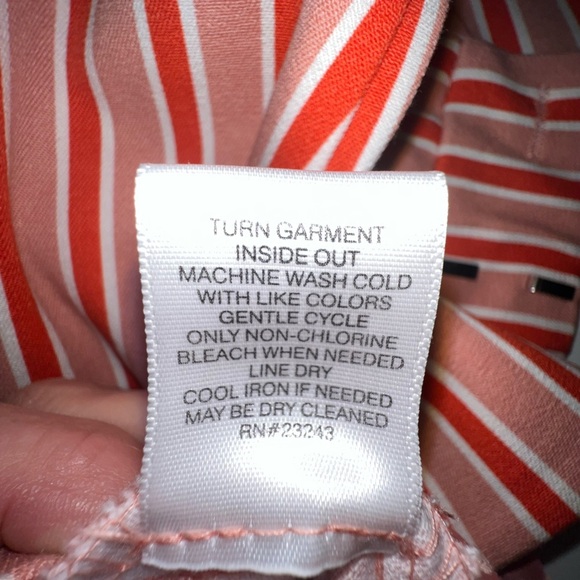 TURN GARMENT
INSIDE OUT
MACHINE WASH COLD
WITH LIKE COLORS
GENTLE CYCLE
ONLY NON-CHLORINE
BLEACH WHEN NEEDED
LINE DRY
COOL IRON IF NEEDED
MAY BE DRY CLEANED
RN#23243